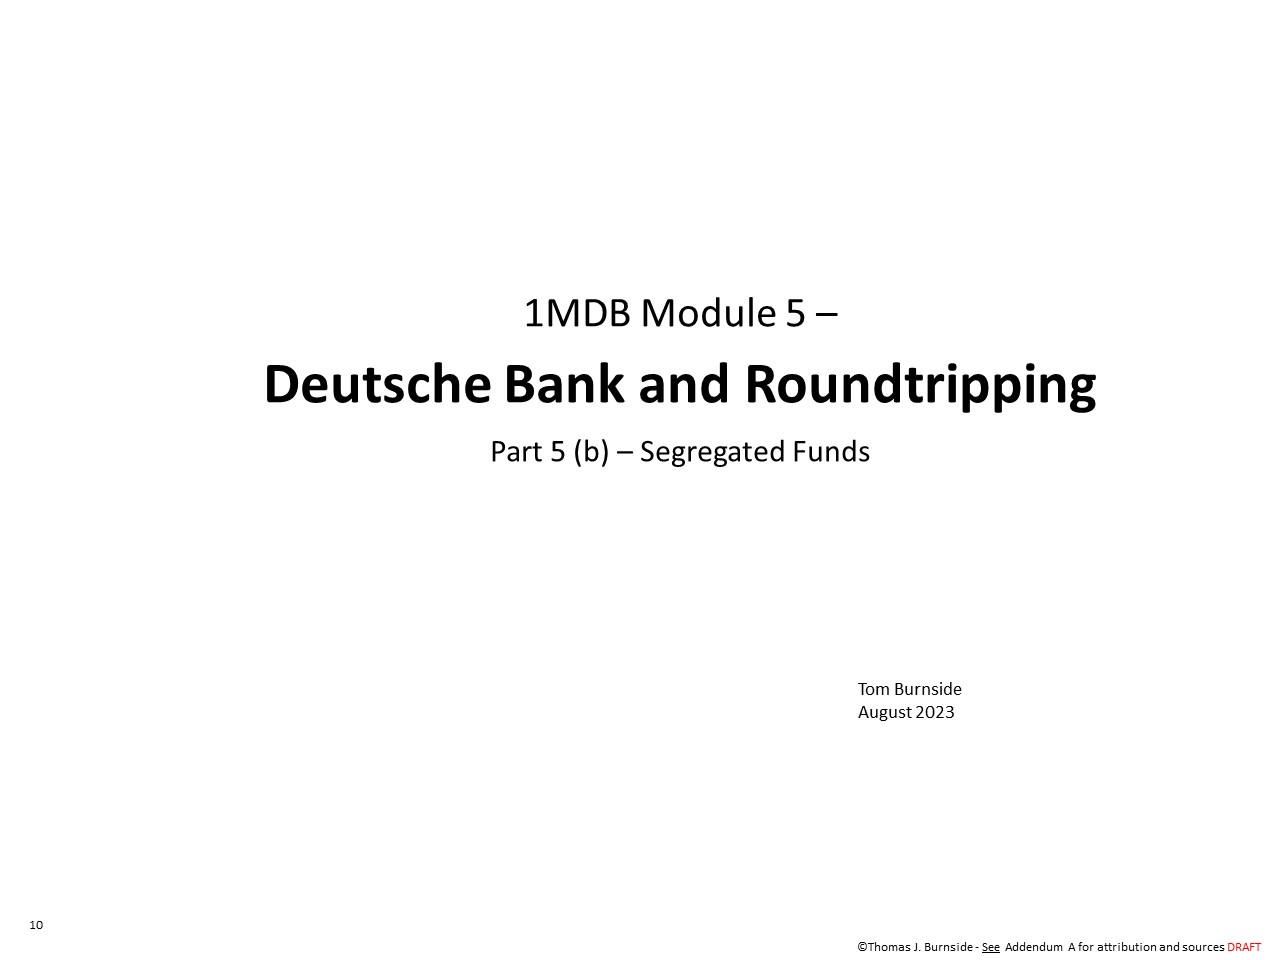 1MDB Module 5 –
Deutsche Bank and Roundtripping
Part 5 (b) – Segregated Funds
Tom Burnside
August 2023
10
©Thomas J. Burnside - See Addendum A for attribution and sources DRAFT